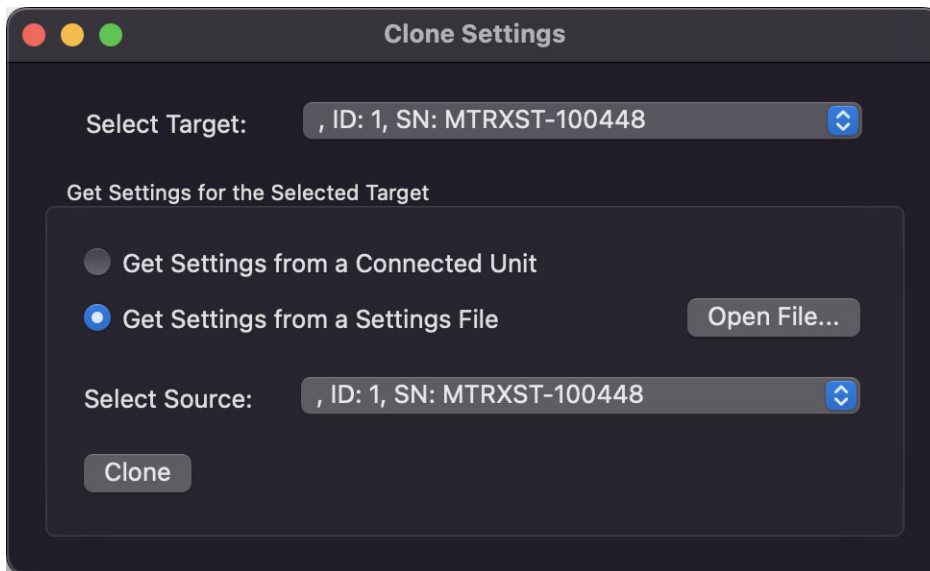 Clone Settings
Select Target: , ID: 1, SN: MTRXST-100448
Get Settings for the Selected Target
Get Settings from a Connected Unit
Get Settings from a Settings File Open File...
Select Source: , ID: 1, SN: MTRXST-100448
Clone